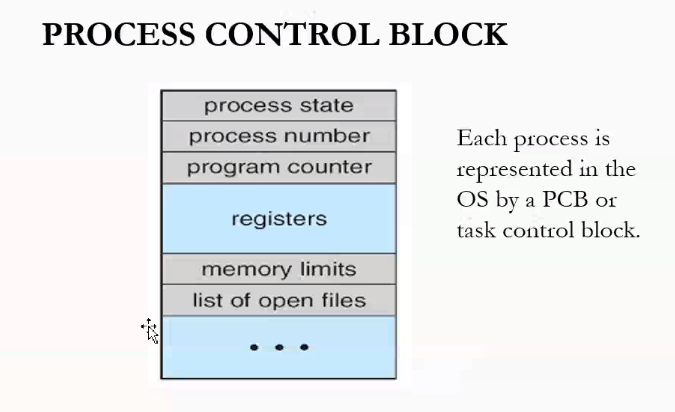 PROCESS CONTROL BLOCK
process state
process number
program counter
registers
memory limits
list of open files
• • •
Each process is
represented in the
OS by a PCB or
task control block.